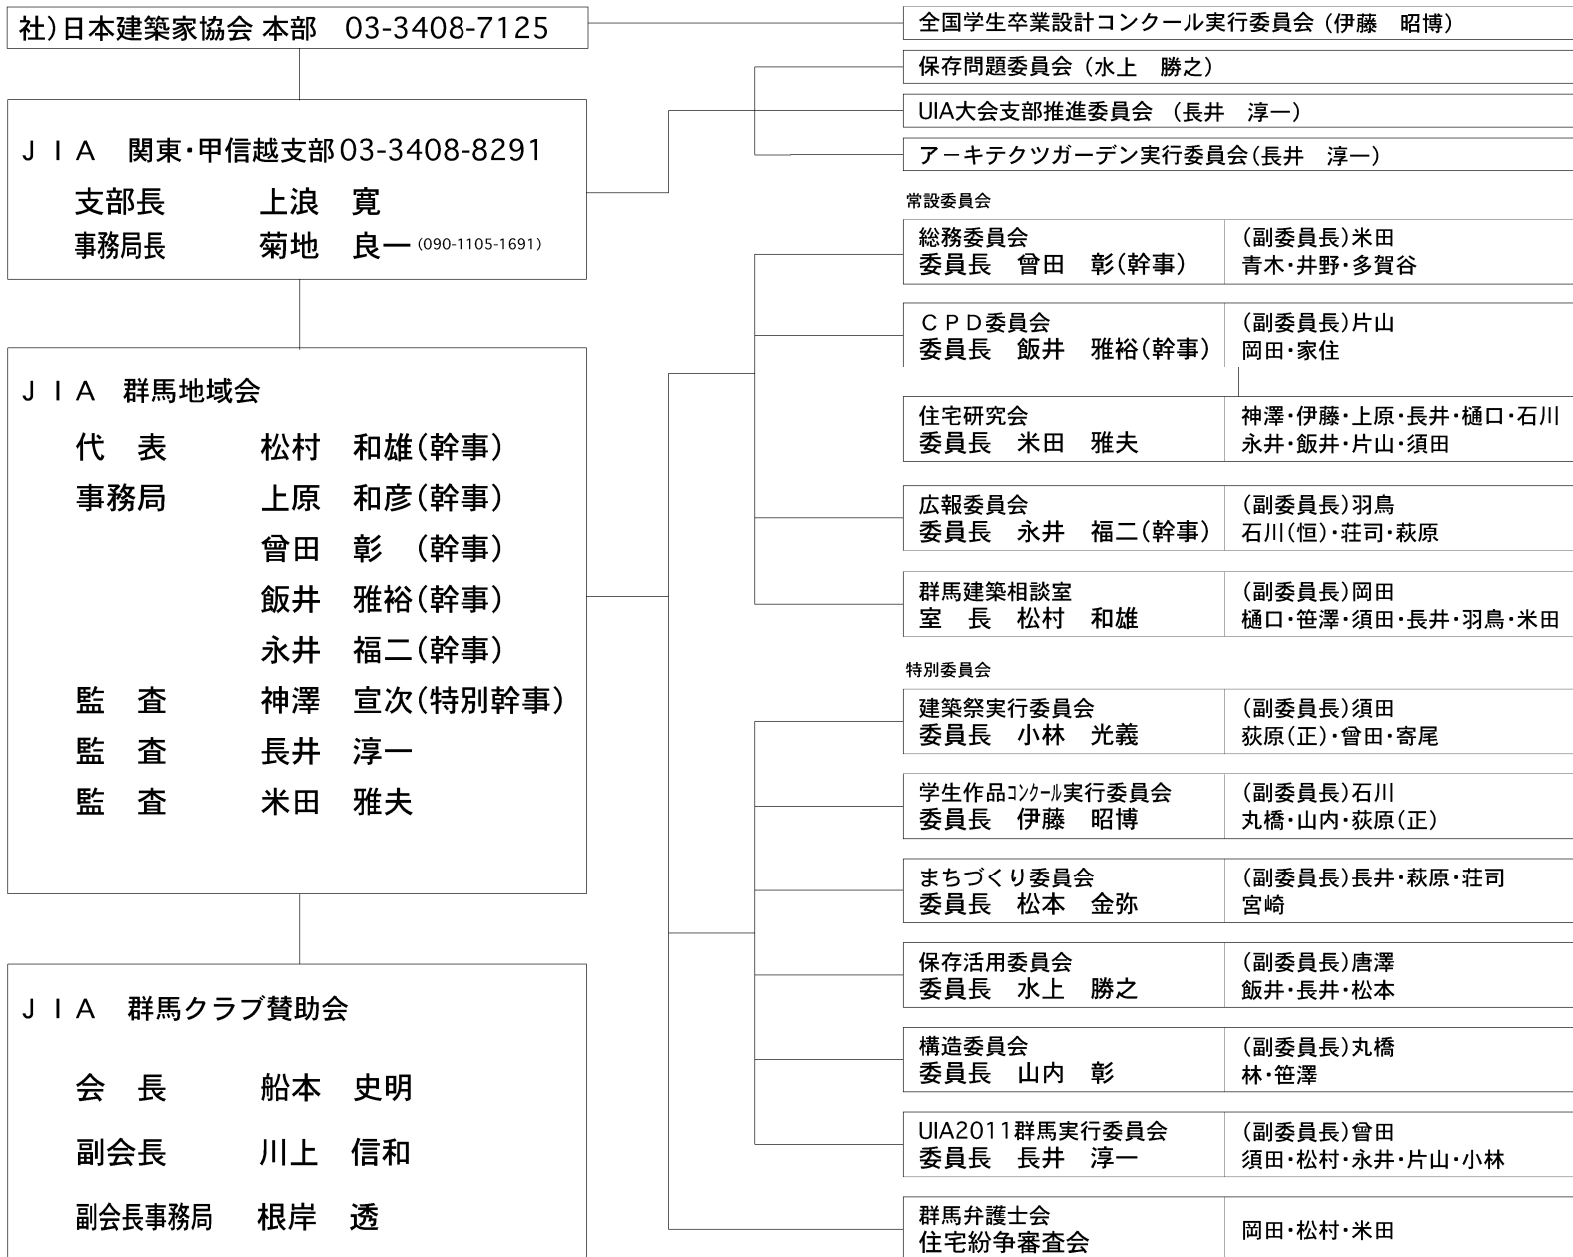 社)日本建築家協会 本部　03-3408-7125
ＪＩＡ　関東・甲信越支部03-3408-8291
支部長　上浪　寛
事務局長　菊地　良一(090-1105-1691)
ＪＩＡ　群馬地域会
代　表　松村　和雄(幹事)
事務局　上原　和彦(幹事)
曾田　彰　(幹事)
飯井　雅裕(幹事)
永井　福二(幹事)
監　査　神澤　宣次(特別幹事)
監　査　長井　淳一
監　査　米田　雅夫
ＪＩＡ　群馬クラブ賛助会
会　長　船本　史明
副会長　川上　信和
副会長事務局　根岸　透
全国学生卒業設計コンクール実行委員会(伊藤　昭博)
保存問題委員会(水上　勝之)
UIA大会支部推進委員会　(長井　淳一)
アーキテクツガーデン実行委員会(長井　淳一)
常設委員会
総務委員会
委員長　曾田　彰(幹事)
(副委員長)米田
青木・井野・多賀谷
ＣＰＤ委員会
委員長　飯井　雅裕(幹事)
(副委員長)片山
岡田・家住
住宅研究会
委員長　米田　雅夫
神澤・伊藤・上原・長井・樋口・石川
永井・飯井・片山・須田
広報委員会
委員長　永井　福二(幹事)
(副委員長)羽鳥
石川(恒)・荘司・萩原
群馬建築相談室
室　長　松村　和雄
(副委員長)岡田
樋口・笹澤・須田・長井・羽鳥・米田
特別委員会
建築祭実行委員会
委員長　小林　光義
(副委員長)須田
荻原(正)・曾田・寄尾
学生作品ｺﾝｸｰﾙ実行委員会
委員長　伊藤　昭博
(副委員長)石川
丸橋・山内・荻原(正)
まちづくり委員会
委員長　松本　金弥
(副委員長)長井・萩原・荘司
宮崎
保存活用委員会
委員長　水上　勝之
(副委員長)唐澤
飯井・長井・松本
構造委員会
委員長　山内　彰
(副委員長)丸橋
林・笹澤
UIA2011群馬実行委員会
委員長　長井　淳一
(副委員長)曾田
須田・松村・永井・片山・小林
群馬弁護士会
住宅紛争審査会
岡田・松村・米田